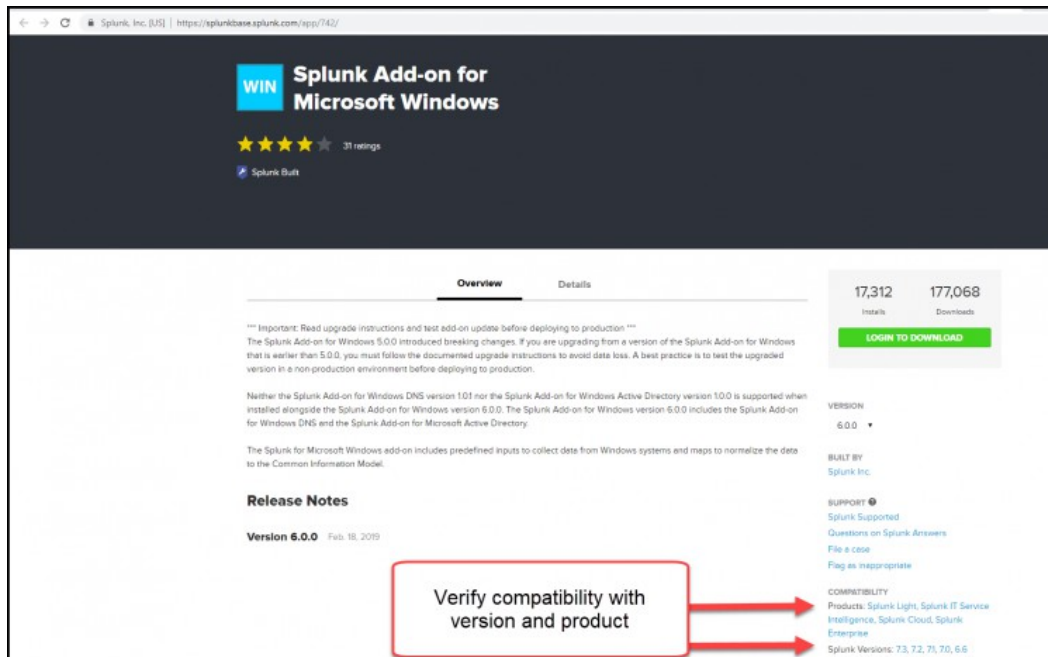 Splunk, Inc. [US] | https://splunkbase.splunk.com/app/742/
WIN
Splunk Add-on for
Microsoft Windows
31 ratings
Splunk Built
Overview
Details
*** Important: Read upgrade instructions and test add-on update before deploying to production ***
The Splunk Add-on for Windows 5.0.0 introduced breaking changes. If you are upgrading from a version of the Splunk Add-on for Windows
that is earlier than 5.0.0, you must follow the documented upgrade instructions to avoid data loss. A best practice is to test the upgraded
version in a non-production environment before deploying to production.
Neither the Splunk Add-on for Windows DNS version 1.0.1 nor the Splunk Add-on for Windows Active Directory version 1.0.0 is supported when
installed alongside the Splunk Add-on for Windows version 6.0.0. The Splunk Add-on for Windows version 6.0.0 includes the Splunk Add-on
for Windows DNS and the Splunk Add-on for Microsoft Active Directory.
The Splunk for Microsoft Windows add-on includes predefined inputs to collect data from Windows systems and maps to normalize the data
to the Common Information Model.
Release Notes
Version 6.0.0 Feb. 18, 2019
17,312 177,068
Installs Downloads
LOGIN TO DOWNLOAD
VERSION
6.0.0
BUILT BY
Splunk Inc.
SUPPORT
Splunk Supported
Questions on Splunk Answers
File a case
Flag as inappropriate
COMPATIBILITY
Products: Splunk Light, Splunk IT Service
Intelligence, Splunk Cloud, Splunk
Enterprise
Splunk Versions: 7.3, 7.2, 7.1, 7.0, 6.6
Verify compatibility with
version and product